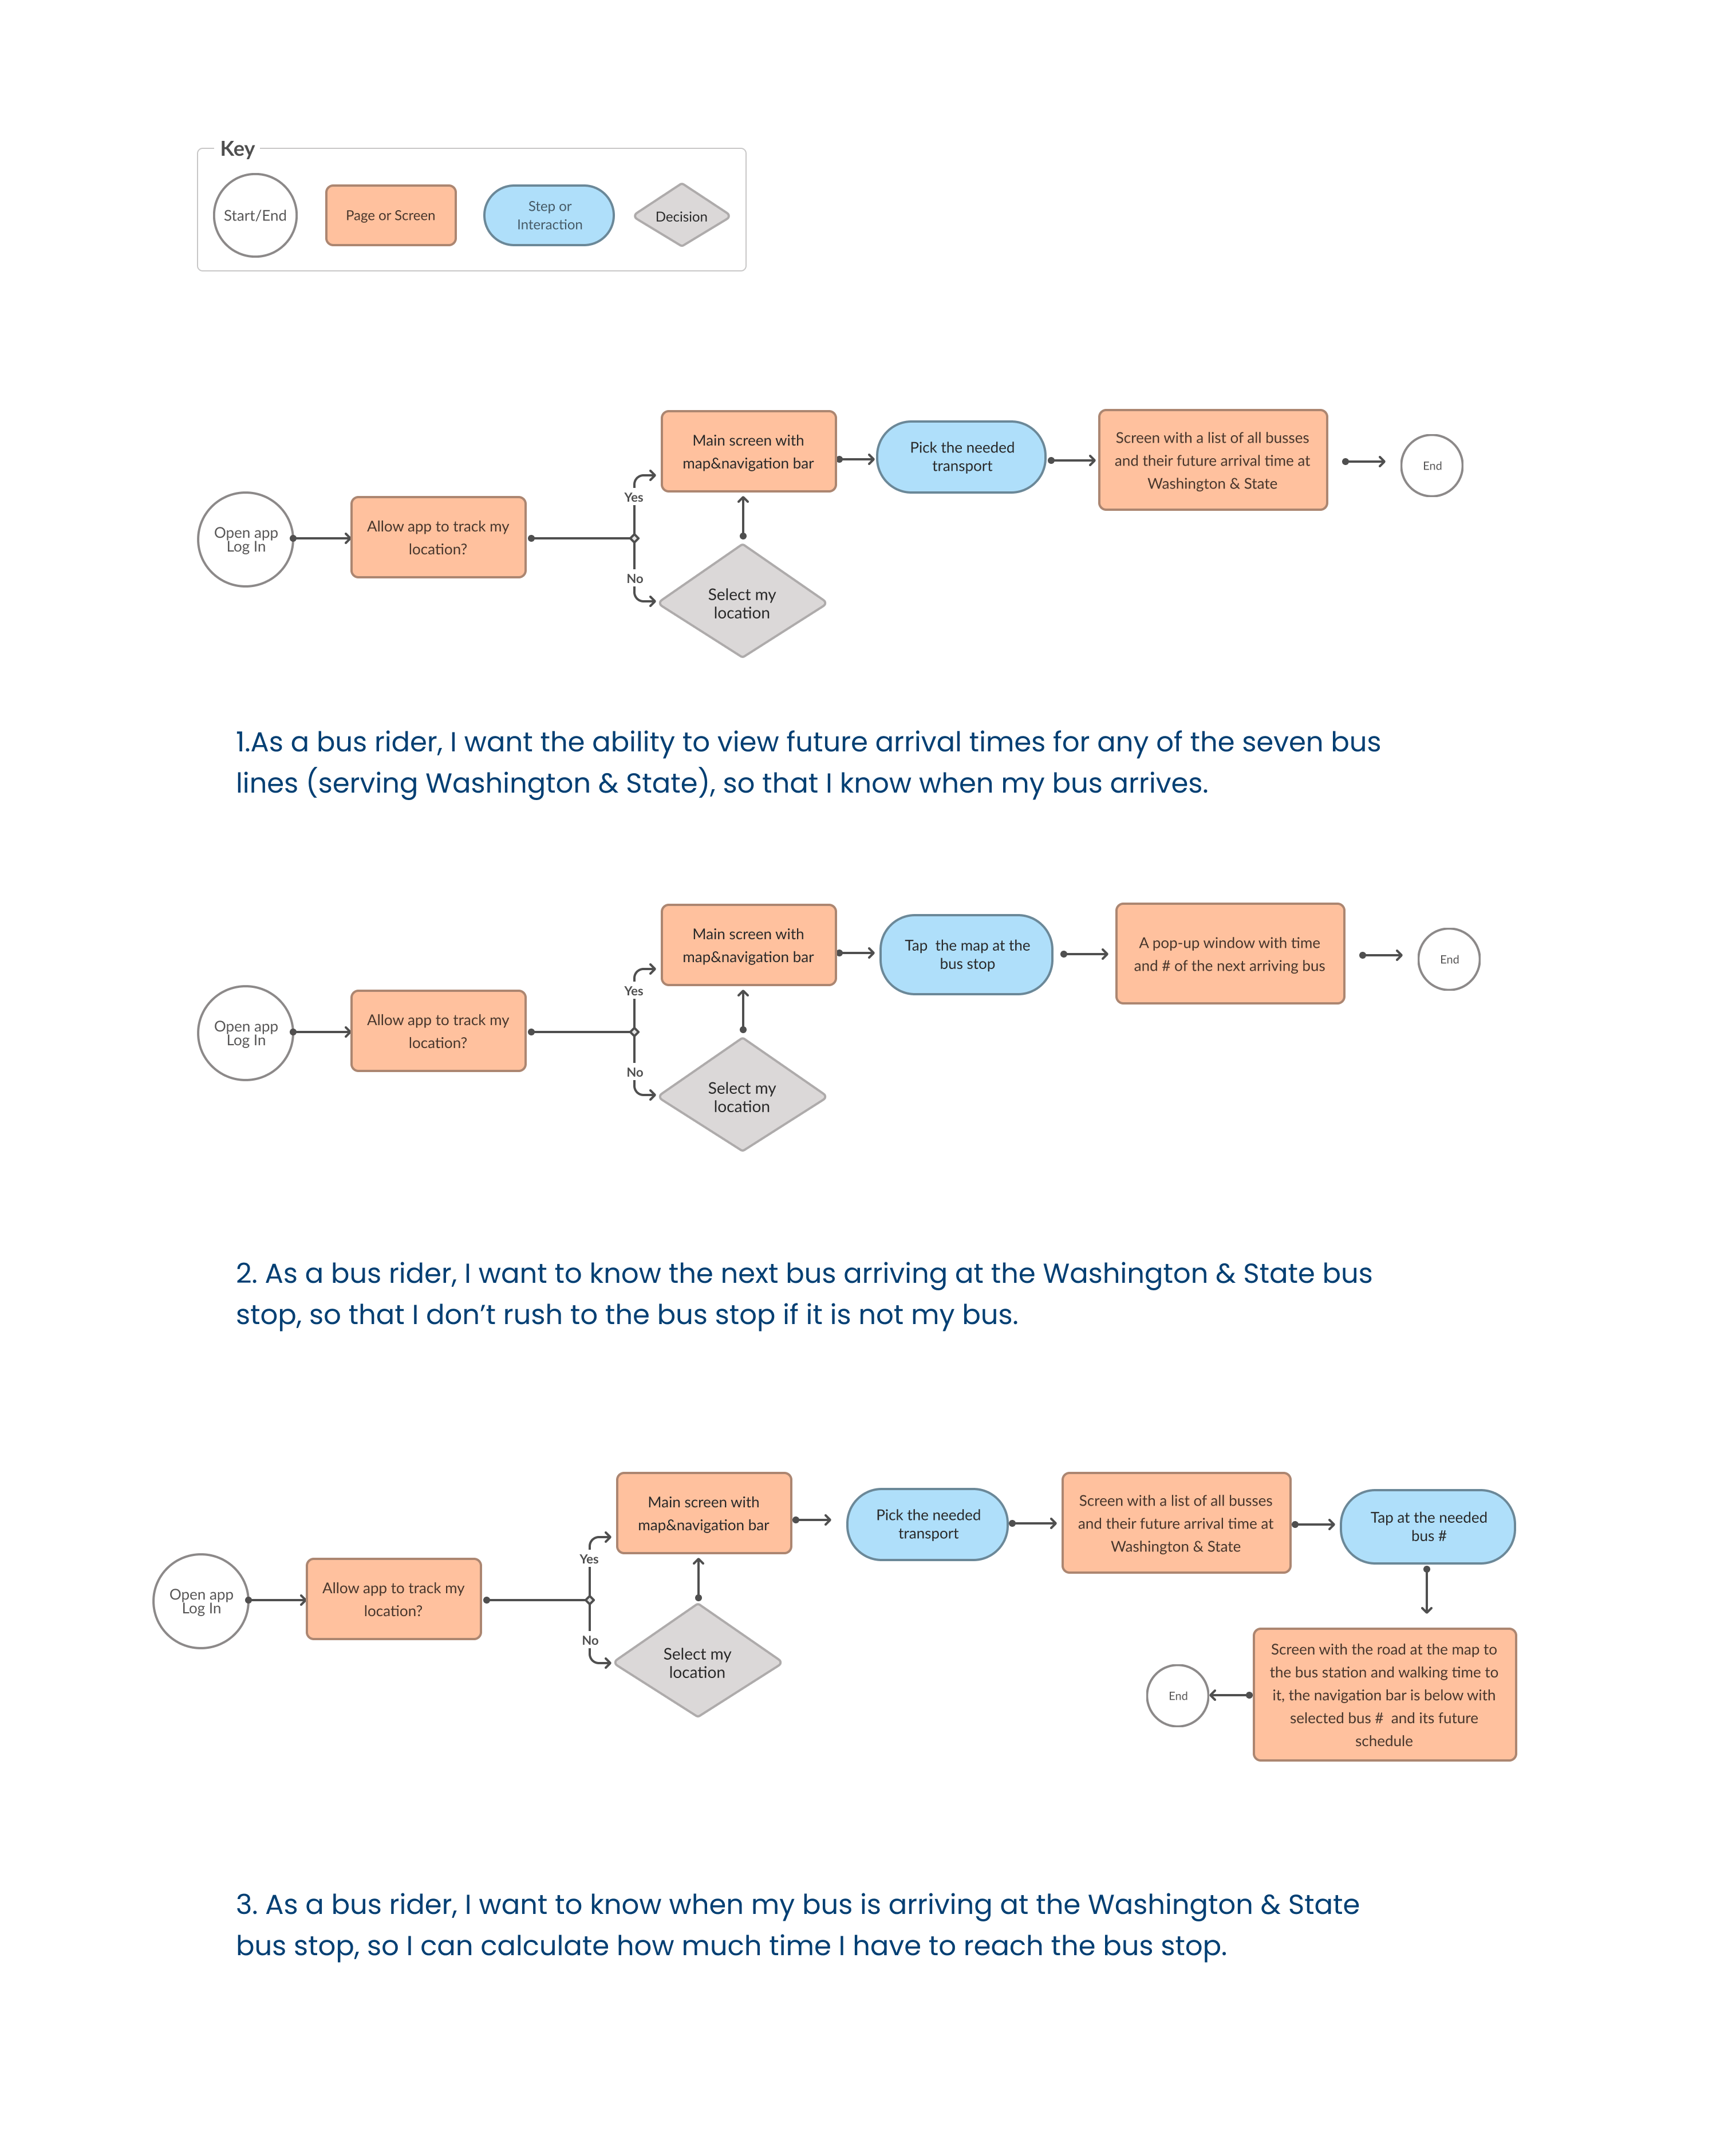 Key
Start/End
Page or Screen
Step or
Interaction
Decision
Open app
Log In
Allow app to track my
location?
Yes
No
Main screen with
map&navigation bar
Select my
location
Pick the needed
transport
Screen with a list of all busses
and their future arrival time at
Washington & State
End
1.As a bus rider, I want the ability to view future arrival times for any of the seven bus
lines (serving Washington & State), so that I know when my bus arrives.
Open app
Log In
Allow app to track my
location?
Yes
No
Main screen with
map&navigation bar
Select my
location
Tap  the map at the
bus stop
A pop-up window with time
and # of the next arriving bus
End
2. As a bus rider, I want to know the next bus arriving at the Washington & State bus
stop, so that I don’t rush to the bus stop if it is not my bus.
Open app
Log In
Allow app to track my
location?
Yes
No
Main screen with
map&navigation bar
Select my
location
Pick the needed
transport
Screen with a list of all busses
and their future arrival time at
Washington & State
Tap at the needed
bus #
Screen with the road at the map to
the bus station and walking time to
it, the navigation bar is below with
selected bus #  and its future
schedule
End
3. As a bus rider, I want to know when my bus is arriving at the Washington & State
bus stop, so I can calculate how much time I have to reach the bus stop.